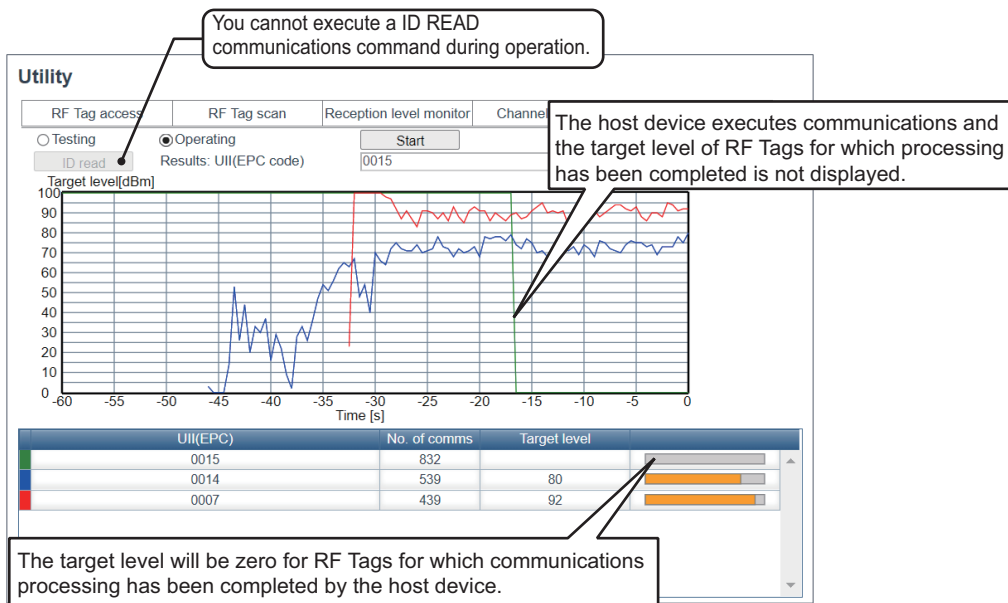 You cannot execute a ID READ
communications command during operation.
Utility
RF Tag access
RF Tag scan
Reception level monitor
Channel
Testing
Operating
Start
ID read
Results: UII(EPC code)
0015
The host device executes communications and
the target level of RF Tags for which processing
has been completed is not displayed.
Target level[dBm]
100
90
80
70
60
50
40
30
20
10
0
-60 -55 -50 -45 -40 -35 -30 -25 -20 -15 -10 -5 0
Time [s]
UII(EPC) No. of comms Target level
0015 832
0014 539 80
0007 439 92
The target level will be zero for RF Tags for which communications
processing has been completed by the host device.